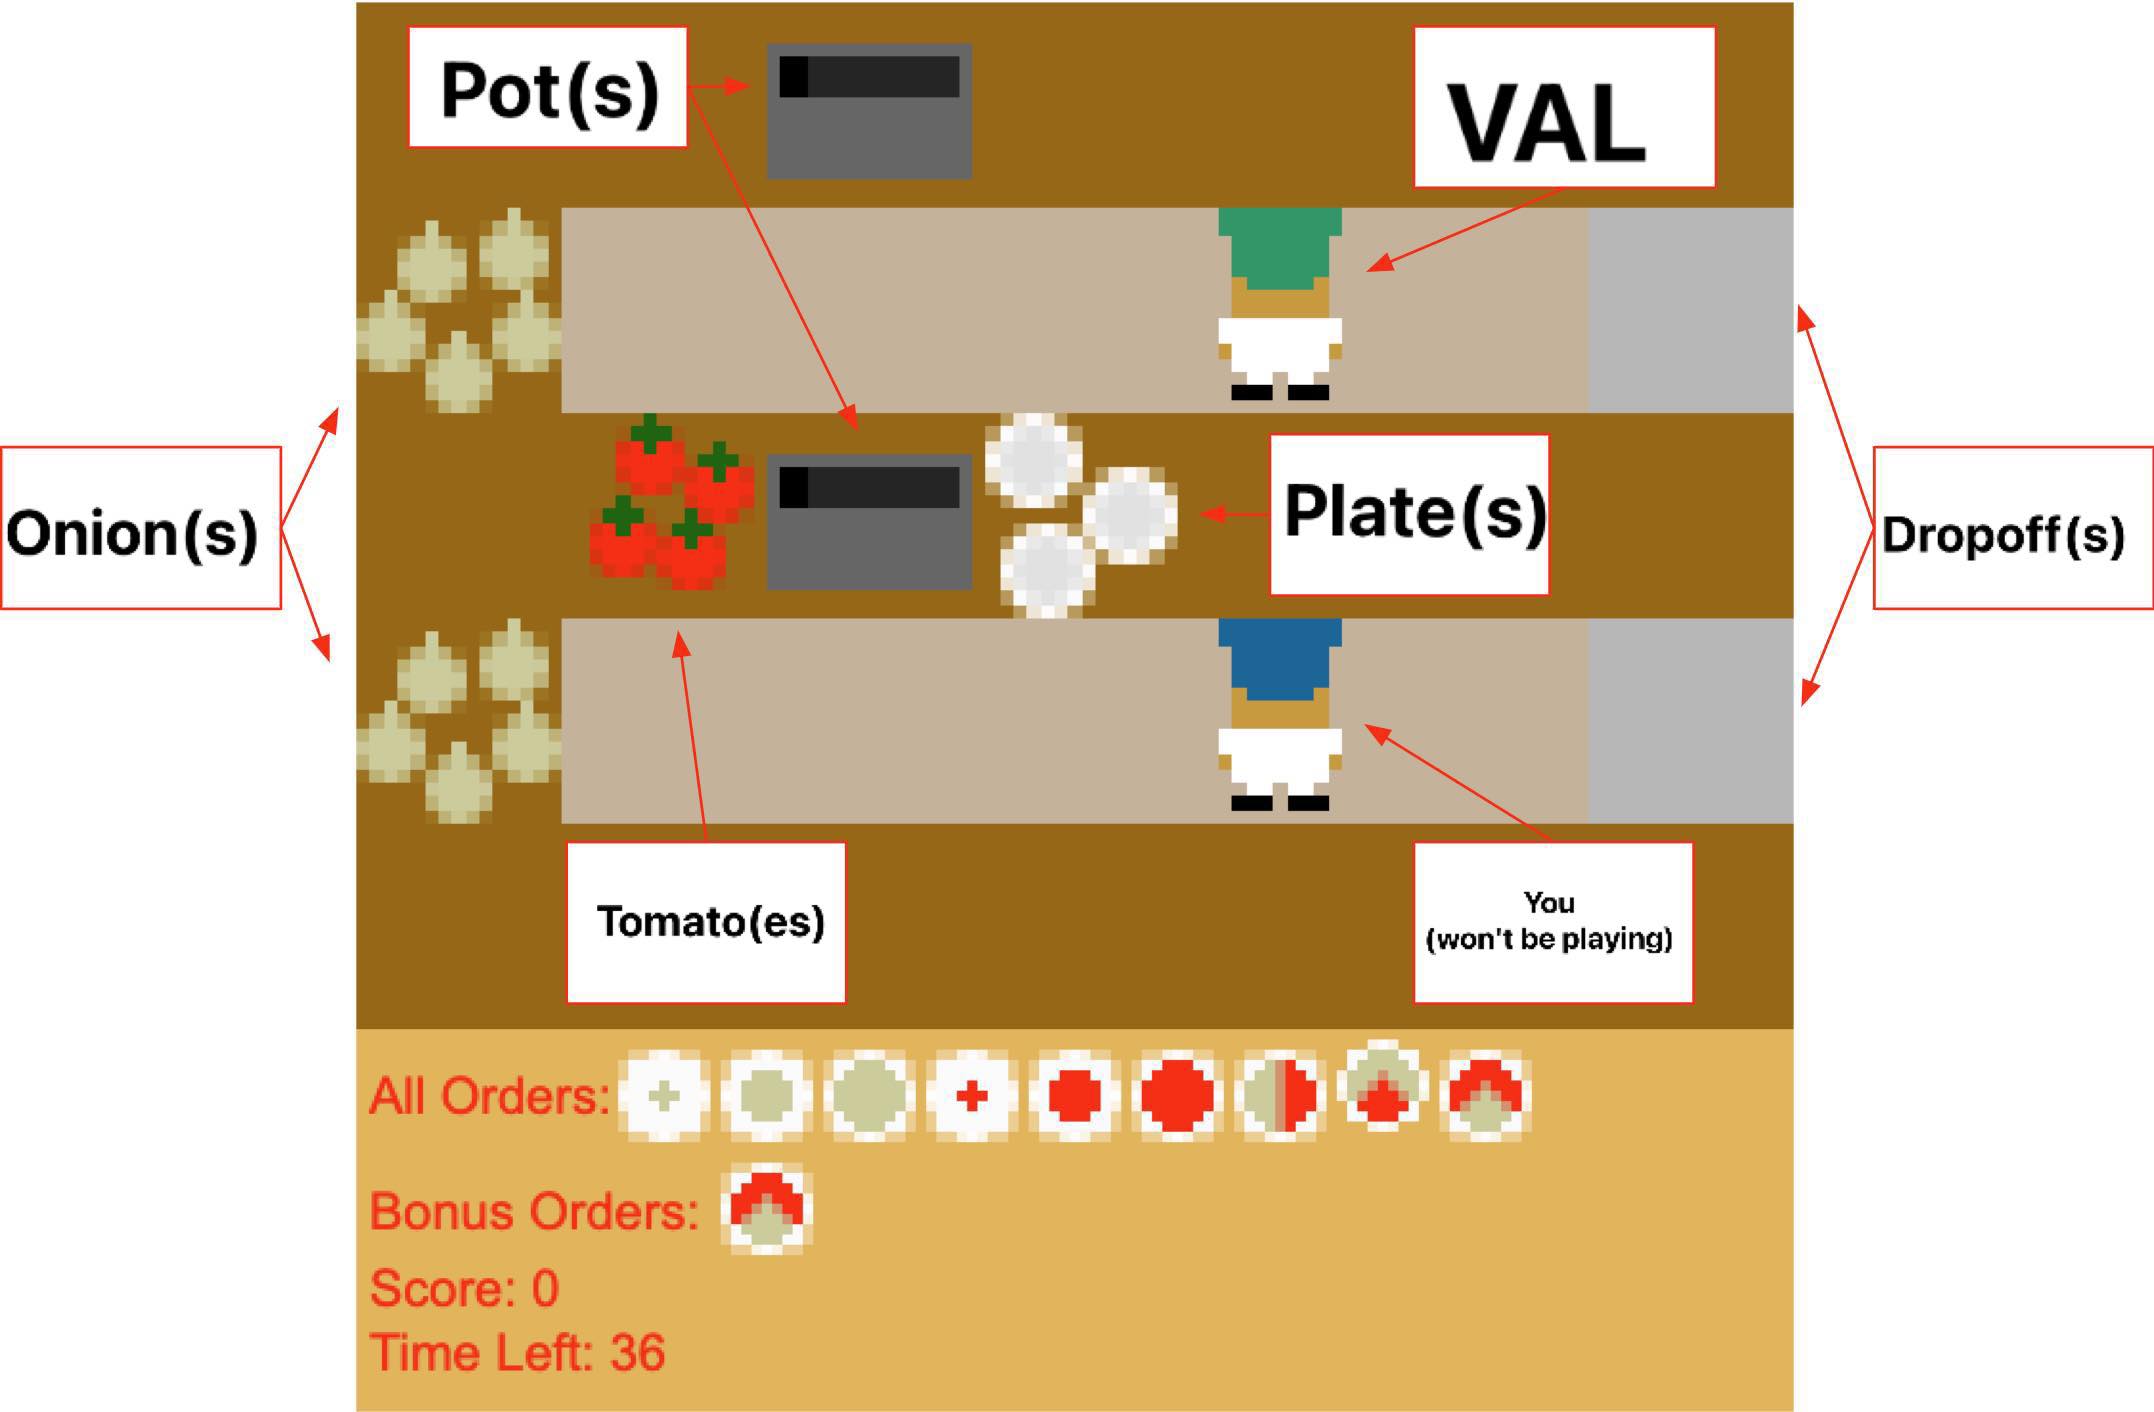 Pot(s)
VAL
Onion(s)
Plate(s)
Dropoff(s)
Tomato(es)
You
(won't be playing)
All Orders:
Bonus Orders:
Score: 0
Time Left: 36